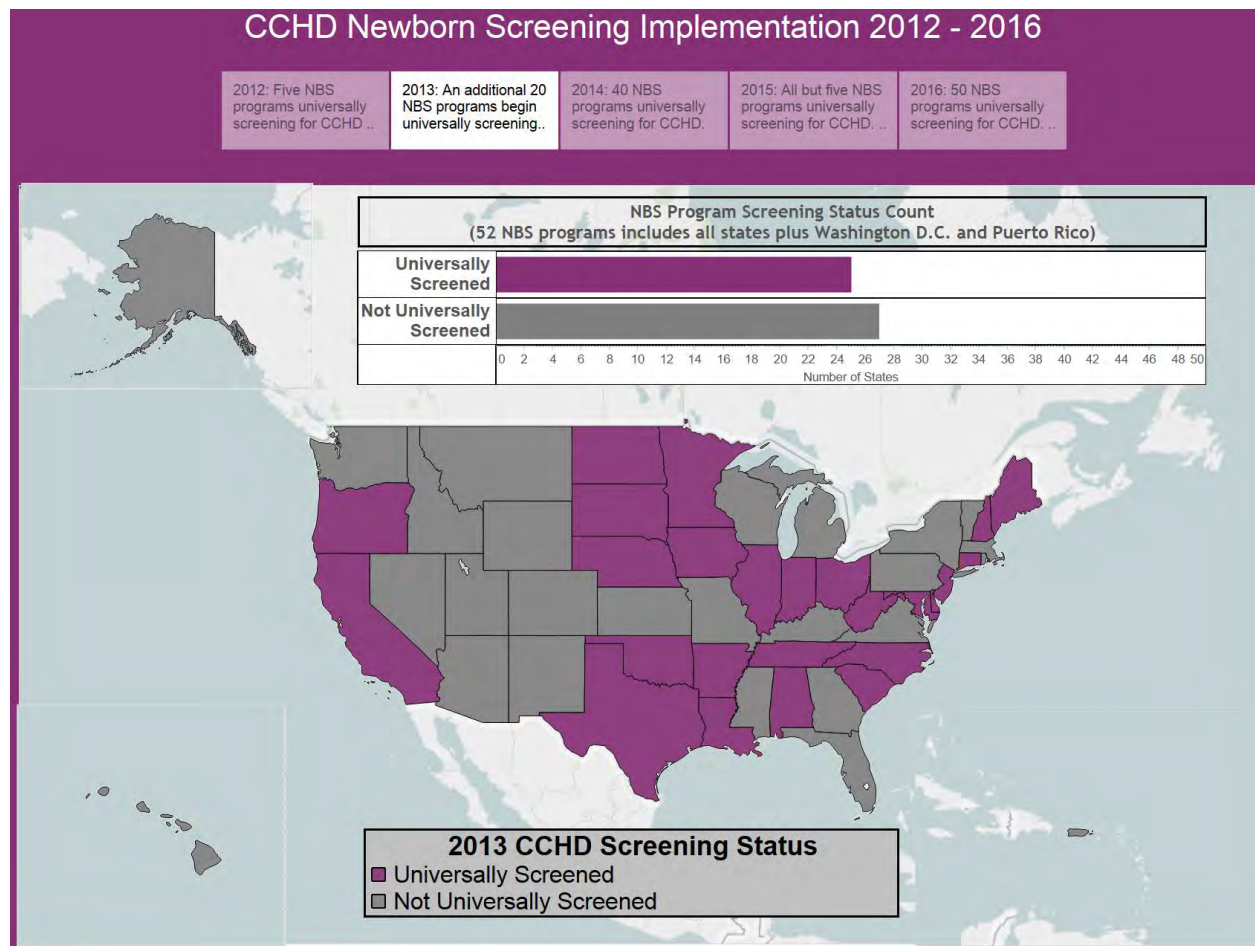 CCHD Newborn Screening Implementation 2012 - 2016
2012: Five NBS
programs universally
screening for CCHD ..
2013: An additional 20
NBS programs begin
universally screening..
2014: 40 NBS
programs universally
screening for CCHD.
2015: All but five NBS
programs universally
screening for CCHD. ..
2016: 50 NBS
programs universally
screening for CCHD. ..
NBS Program Screening Status Count
(52 NBS programs includes all states plus Washington D.C. and Puerto Rico)
Universally
Screened
Not Universally
Screened
0 2 4 6 8 10 12 14 16 18 20 22 24 26 28 30 32 34 36 38 40 42 44 46 48 50
Number of States
2013 CCHD Screening Status
Universally Screened
Not Universally Screened